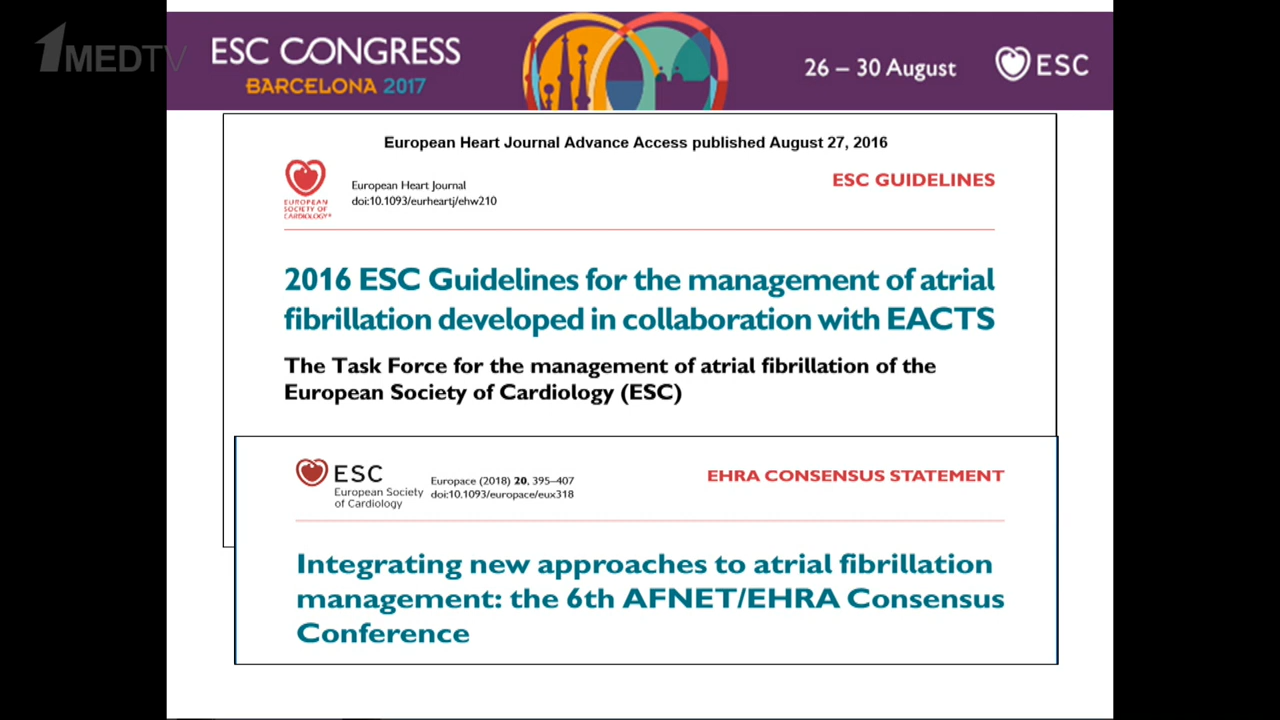 1MEDTV
ESC CONGRESS
BARCELONA 2017
26 – 30 August
ESC
European Heart Journal Advance Access published August 27, 2016
EUROPEAN
SOCIETY OF
CARDIOLOGY®
European Heart Journal
doi:10.1093/eurheartj/ehw210
ESC GUIDELINES
2016 ESC Guidelines for the management of atrial
fibrillation developed in collaboration with EACTS
The Task Force for the management of atrial fibrillation of the
European Society of Cardiology (ESC)
ESC
European Society
of Cardiology
Europace (2018) 20, 395–407
doi:10.1093/europace/eux318
EHRA CONSENSUS STATEMENT
Integrating new approaches to atrial fibrillation
management: the 6th AFNET/EHRA Consensus
Conference